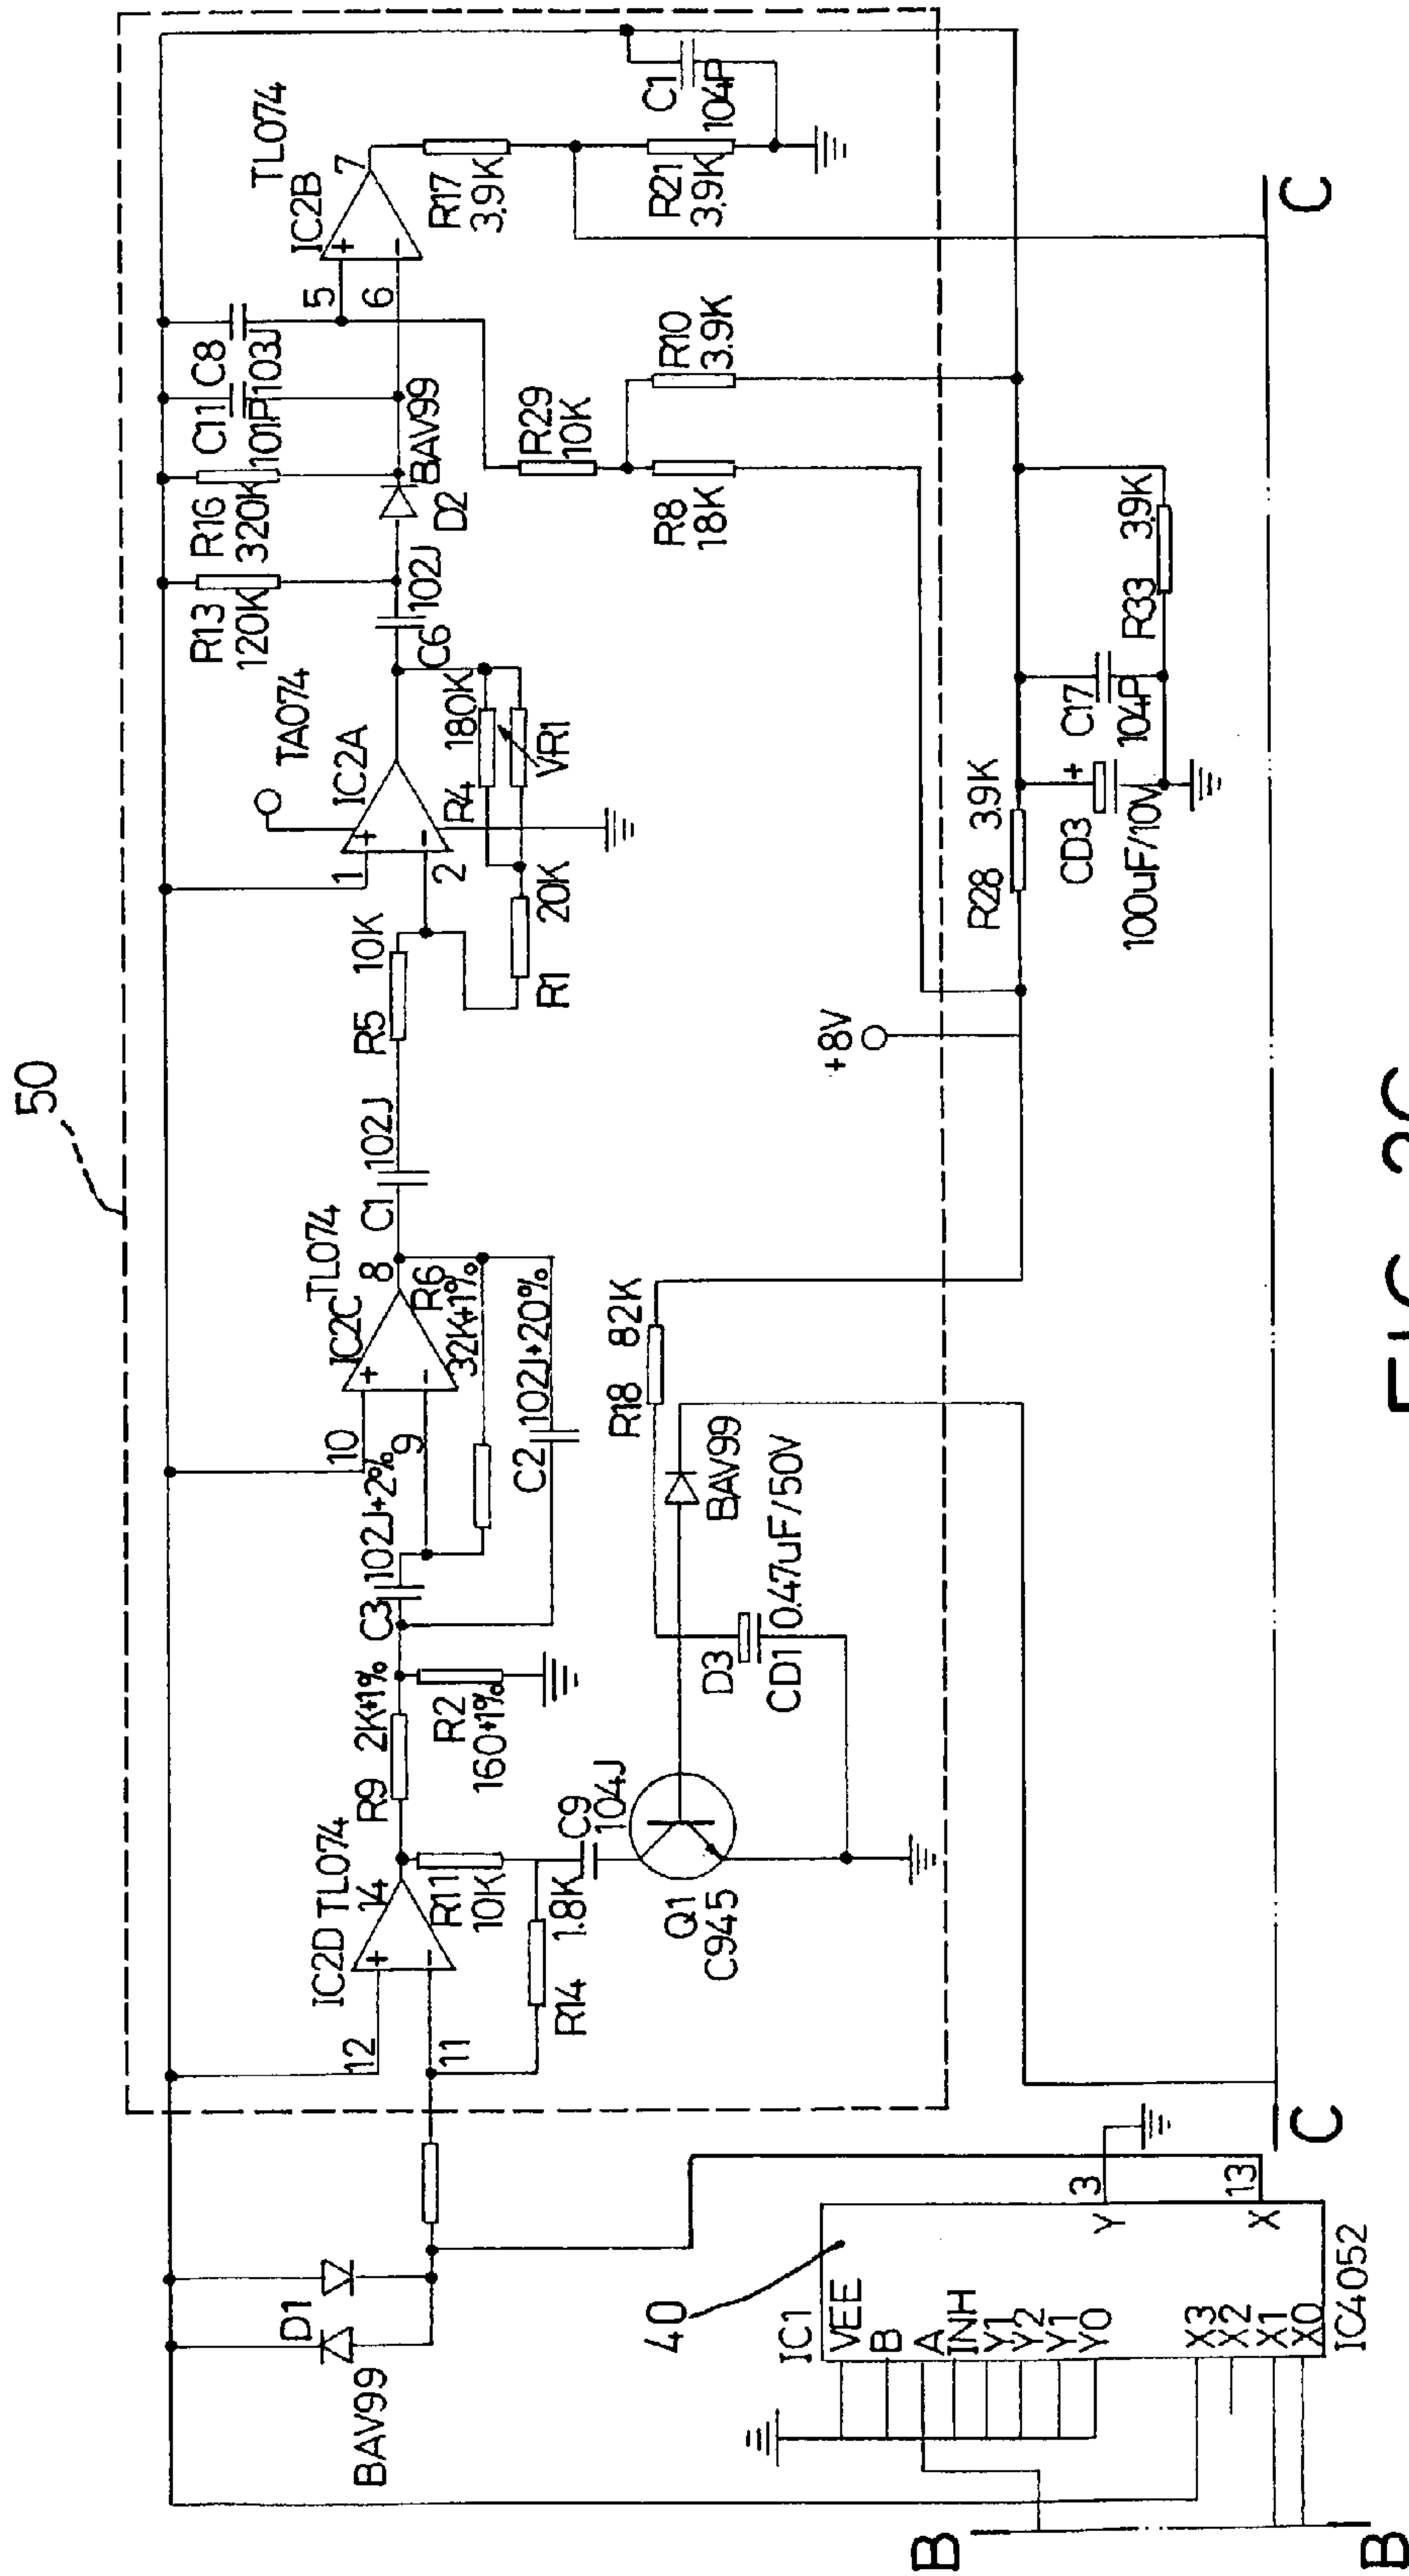 50
BAV99
D1
12
11
IC2D TL074
14
R11
10K
R14 1.8K
C9
104J
Q1
C945
R9 2K+1%
R2
160+1%
C3 102J+2%
10
9
IC2C TL074
8
R6
32K+1%
C2 102J+20%
D3
CD1 0.47uF/50V
BAV99
R18 82K
C1 102J
R5 10K
R1 20K
1
2
IC2A
TA074
R4 180K
VR1
C6 102J
R13
120K
R16
320K
D2
BAV99
C11
101P
C8
103J
5
6
7
IC2B
TL074
R17
3.9K
R21
3.9K
C1
104P
R29
10K
R8
18K
R10
3.9K
+8V
R28 3.9K
CD3 +
100uF/10V
C17
104P
R33 3.9K
C
C
40
IC1
VEE
B
A
INH
Y1
Y2
Y1
Y0
X3
X2
X1
X0
Y
3
X
13
IC4052
B
B